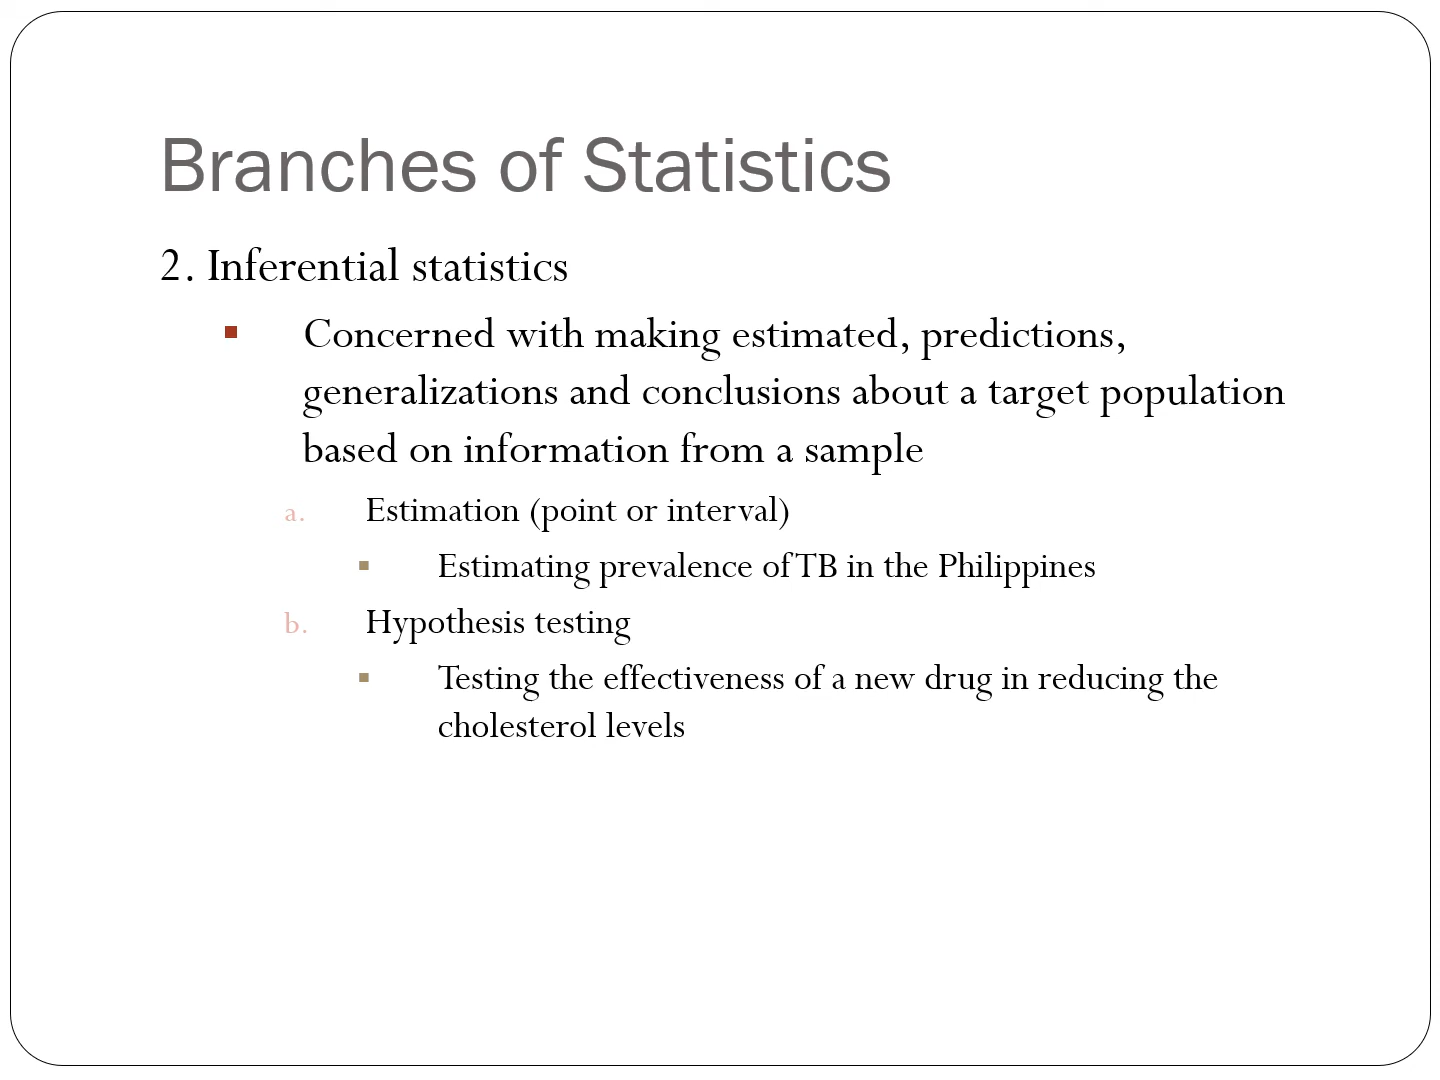 Branches of Statistics
2. Inferential statistics
▪ Concerned with making estimated, predictions,
generalizations and conclusions about a target population
based on information from a sample
a. Estimation (point or interval)
▪ Estimating prevalence of TB in the Philippines
b. Hypothesis testing
▪ Testing the effectiveness of a new drug in reducing the
cholesterol levels